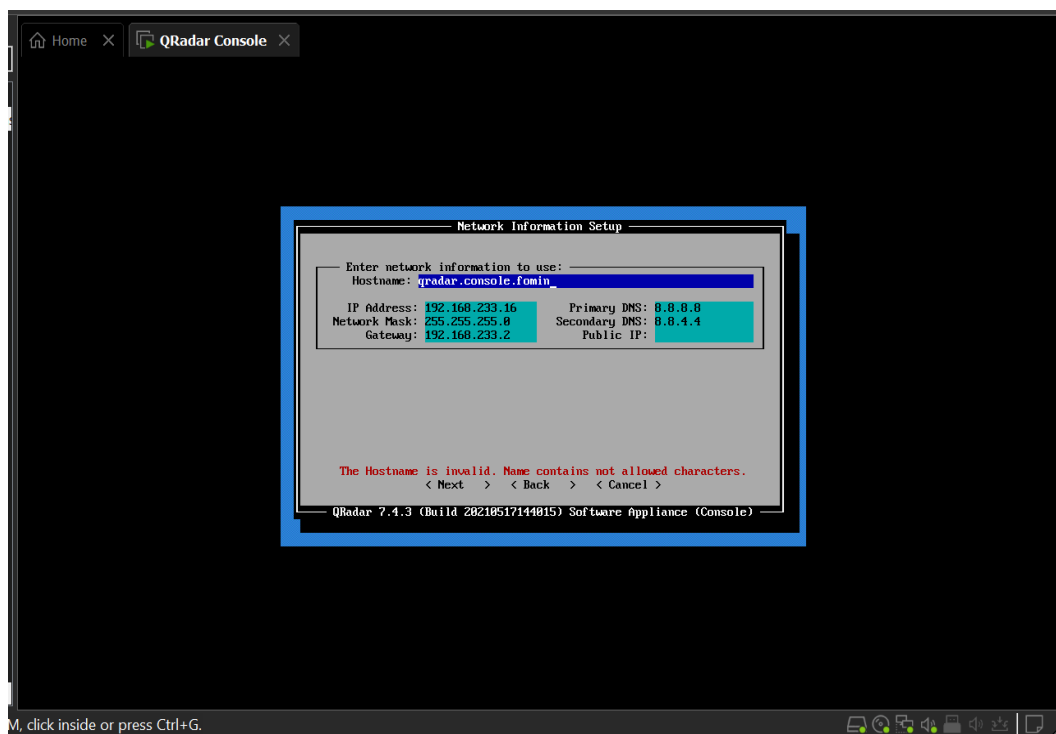 Home
QRadar Console
Network Information Setup
Enter network information to use:
Hostname: qradar.console.fomin_
IP Address: 192.168.233.16 Primary DNS: 8.8.8.8
Network Mask: 255.255.255.0 Secondary DNS: 8.8.4.4
Gateway: 192.168.233.2 Public IP:
The Hostname is invalid. Name contains not allowed characters.
< Next > < Back > < Cancel >
QRadar 7.4.3 (Build 20210517144015) Software Appliance (Console)
M, click inside or press Ctrl+G.